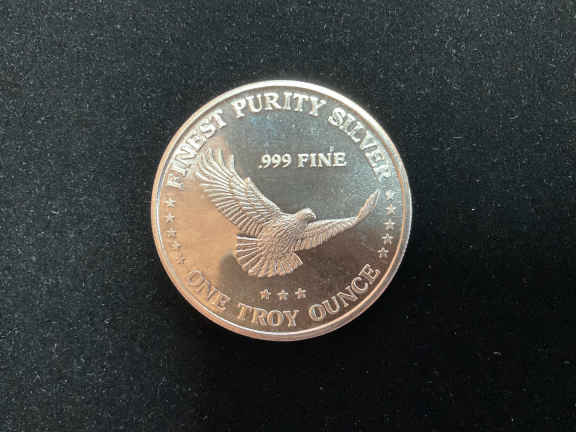 FINEST PURITY SILVER
.999 FINE
ONE TROY OUNCE